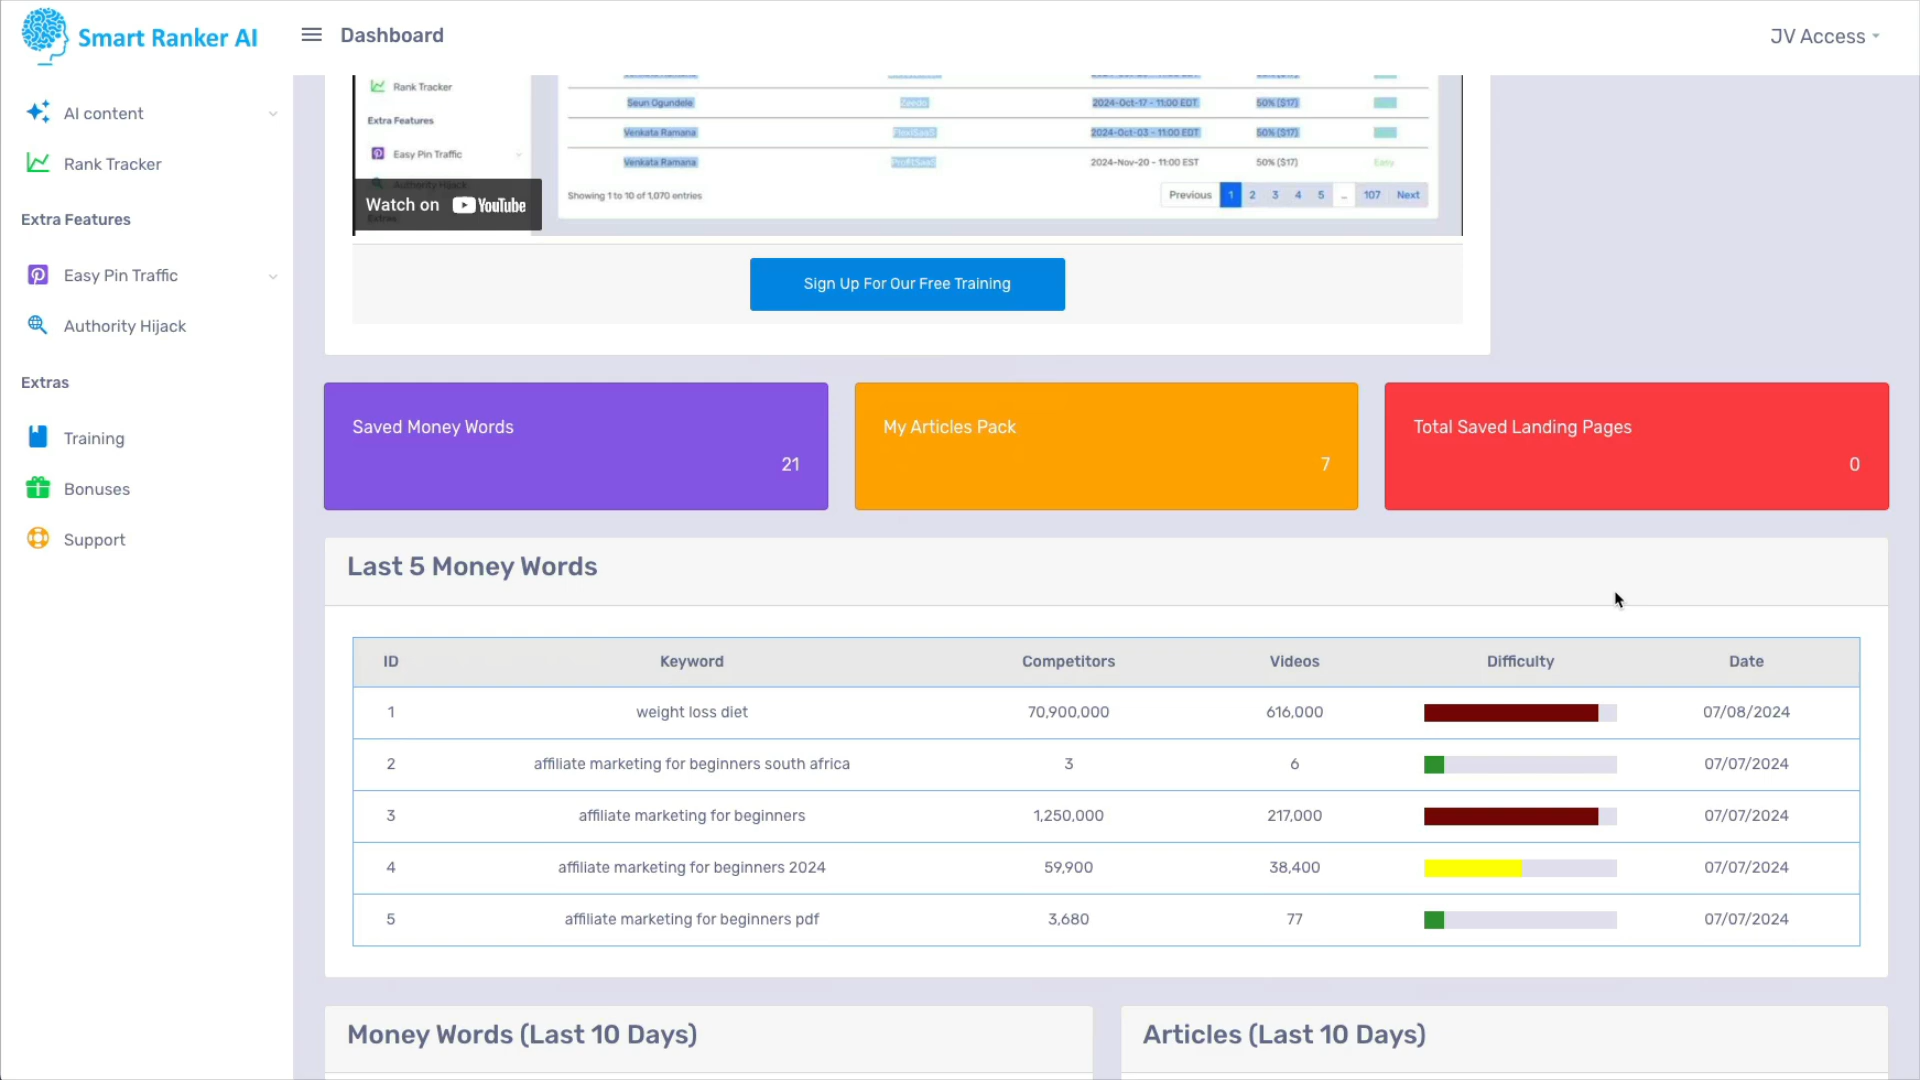 Smart Ranker AI
Dashboard
JV Access
AI content
Rank Tracker
Extra Features
Easy Pin Traffic
Authority Hijack
Extras
Training
Bonuses
Support
Rank Tracker
Extra Features
Easy Pin Traffic
Authority Hijack
Watch on YouTube
Seun Ogundele 2024-Oct-17 - 11:00 EDT 50% ($17)
Venkata Ramana FlexiSaaS 2024-Oct-03 - 11:00 EDT 50% ($17)
Venkata Ramana ProfitSaaS 2024-Nov-20 - 11:00 EST 50% ($17) Easy
Showing 1 to 10 of 1,070 entries
Previous 1 2 3 4 5 ... 107 Next
Sign Up For Our Free Training
Saved Money Words
21
My Articles Pack
7
Total Saved Landing Pages
0
Last 5 Money Words
ID Keyword Competitors Videos Difficulty Date
1 weight loss diet 70,900,000 616,000 07/08/2024
2 affiliate marketing for beginners south africa 3 6 07/07/2024
3 affiliate marketing for beginners 1,250,000 217,000 07/07/2024
4 affiliate marketing for beginners 2024 59,900 38,400 07/07/2024
5 affiliate marketing for beginners pdf 3,680 77 07/07/2024
Money Words (Last 10 Days)
Articles (Last 10 Days)